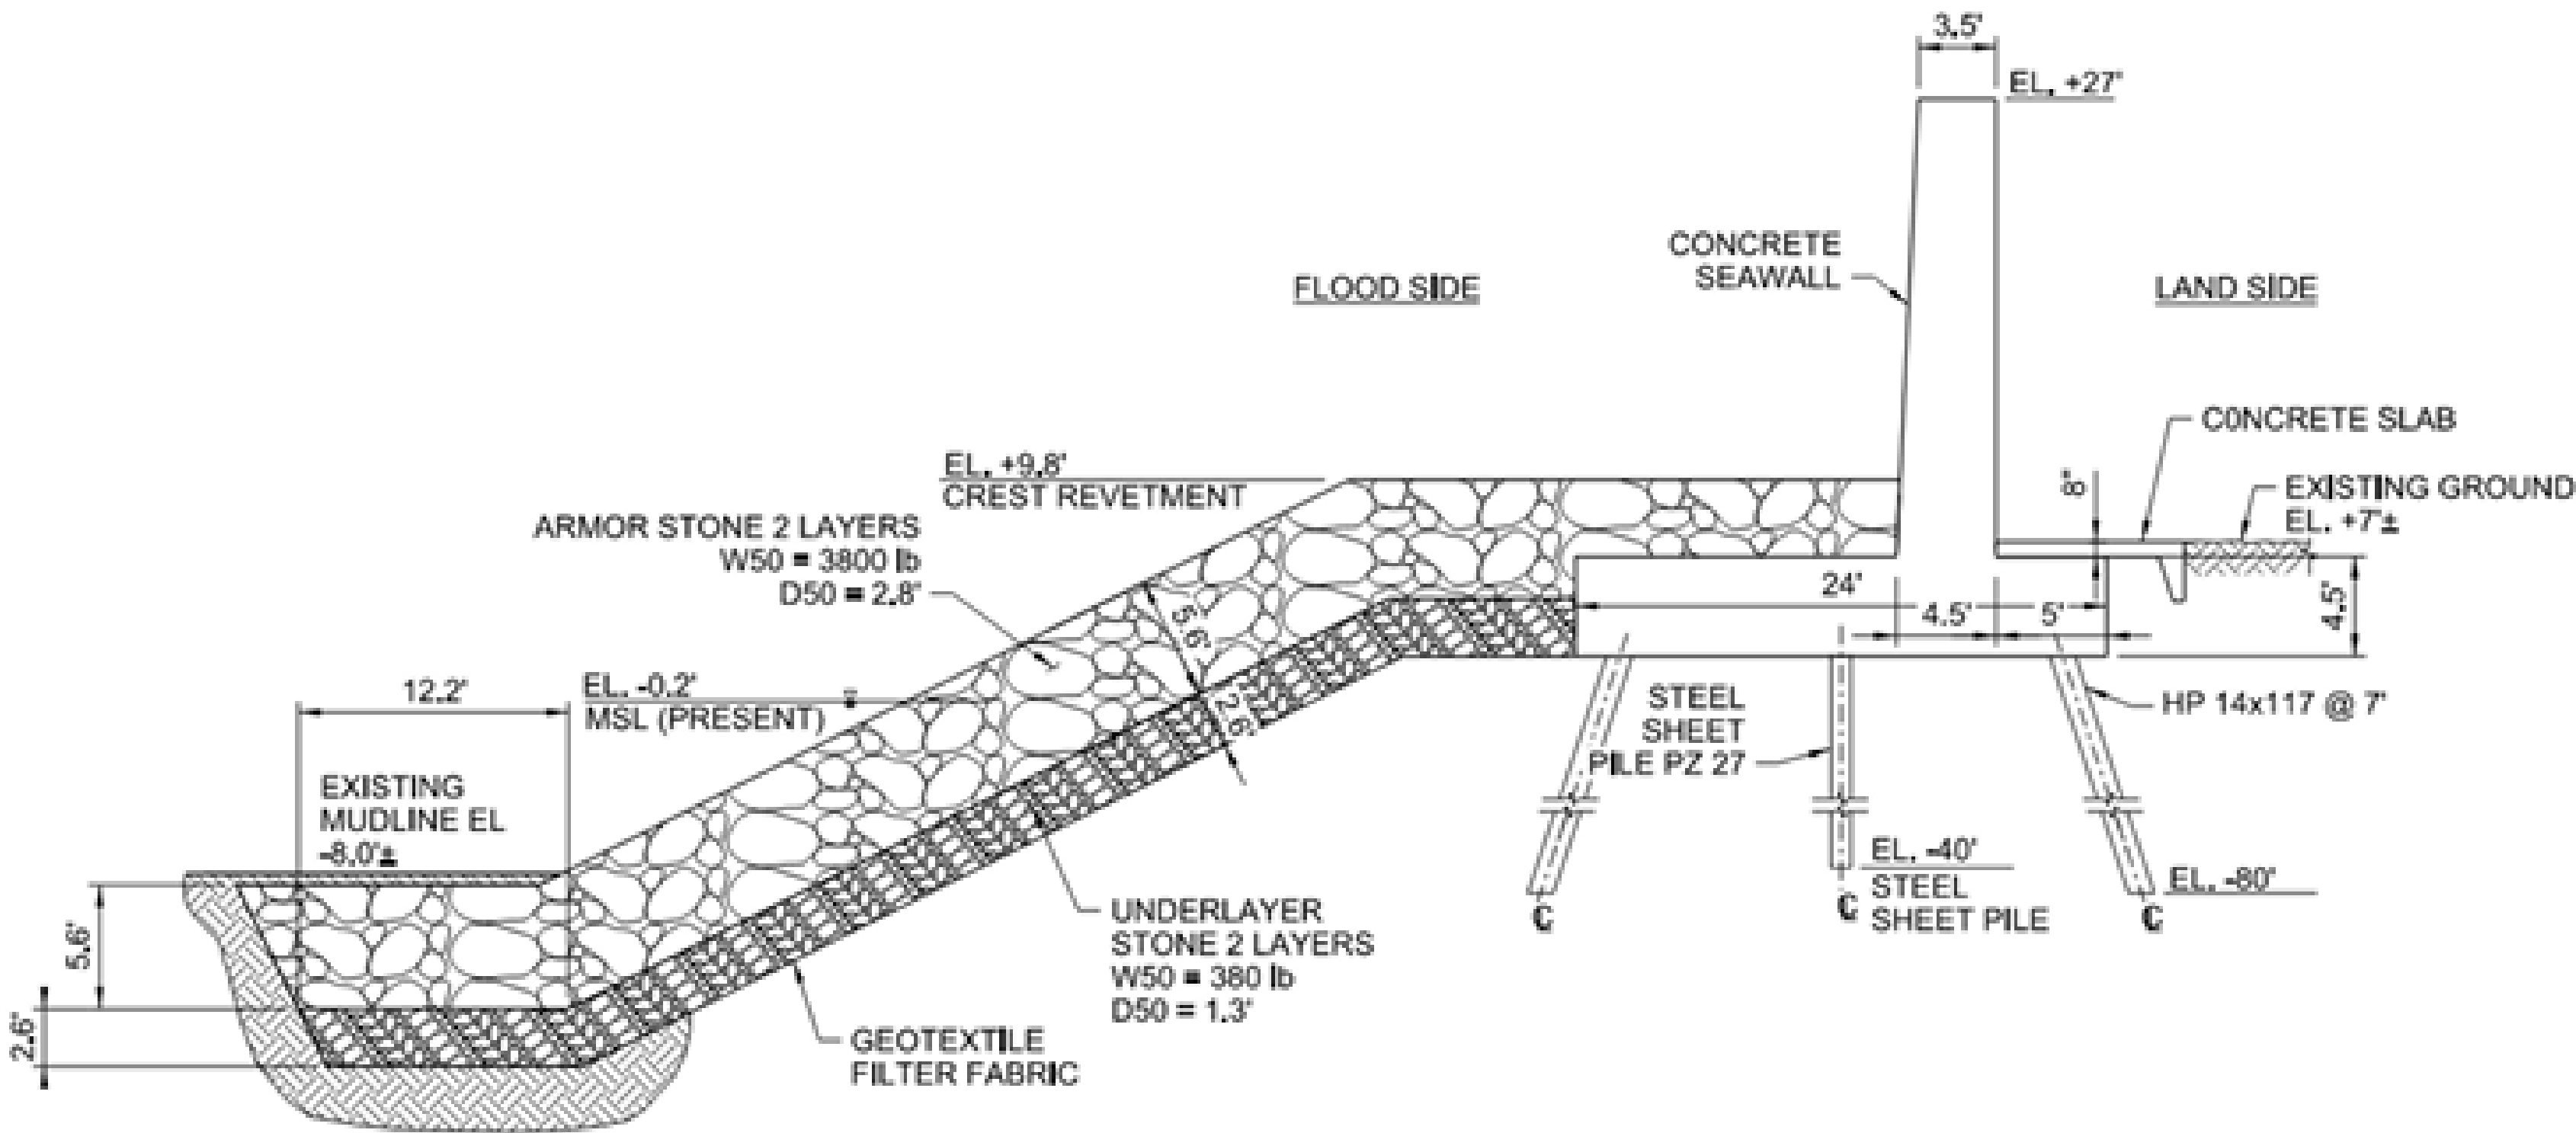 3.5'
EL. +27'
CONCRETE
SEAWALL
FLOOD SIDE
LAND SIDE
CONCRETE SLAB
EL. +9.8'
CREST REVETMENT
8"
EXISTING GROUND
EL. +7'±
ARMOR STONE 2 LAYERS
W50 = 3800 lb
D50 = 2.8'
24'
4.5'
5'
4.5'
5.6'
2.6'
12.2'
EL. -0.2'
MSL (PRESENT)
STEEL
SHEET
PILE PZ 27
HP 14x117 @ 7'
EXISTING
MUDLINE EL
-8.0'±
EL. -40'
STEEL
SHEET PILE
EL. -80'
℄
℄
℄
5.6'
2.6'
UNDERLAYER
STONE 2 LAYERS
W50 = 380 lb
D50 = 1.3'
GEOTEXTILE
FILTER FABRIC